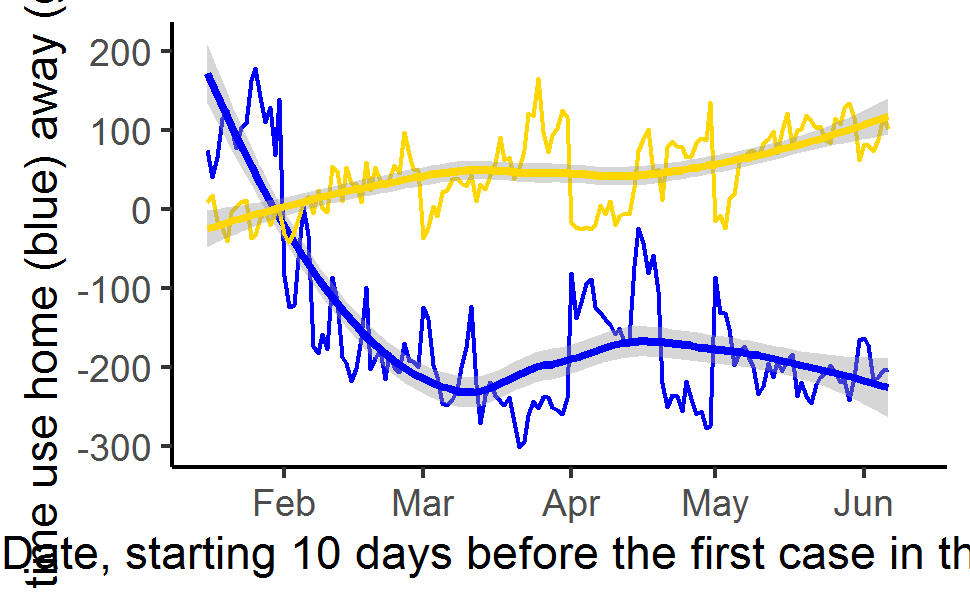 time use home (blue) away (
200
100
0
-100
-200
-300
Feb Mar Apr May Jun
Date, starting 10 days before the first case in th